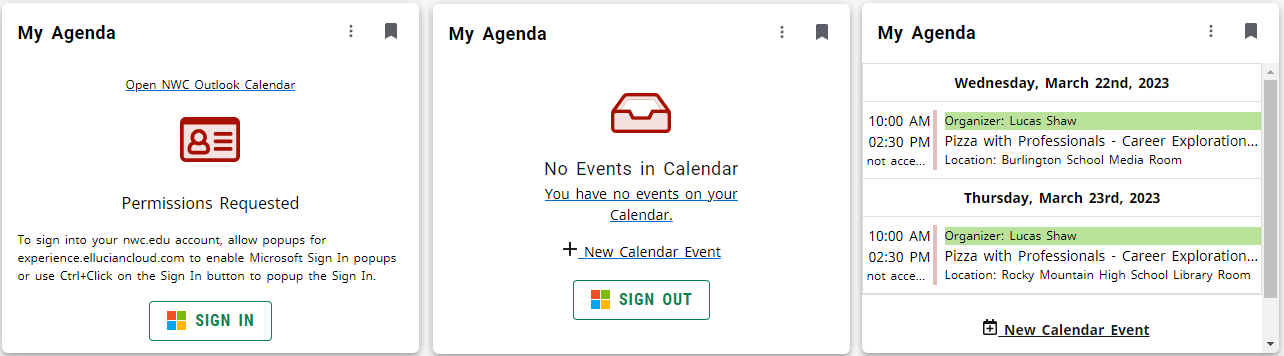 My Agenda
Open NWC Outlook Calendar
Permissions Requested
To sign into your nwc.edu account, allow popups for
experience.elluciancloud.com to enable Microsoft Sign In popups
or use Ctrl+Click on the Sign In button to popup the Sign In.
SIGN IN
My Agenda
No Events in Calendar
You have no events on your
Calendar.
New Calendar Event
SIGN OUT
My Agenda
Wednesday, March 22nd, 2023
10:00 AM Organizer: Lucas Shaw
02:30 PM Pizza with Professionals - Career Exploration...
not acce... Location: Burlington School Media Room
Thursday, March 23rd, 2023
10:00 AM Organizer: Lucas Shaw
02:30 PM Pizza with Professionals - Career Exploration...
not acce... Location: Rocky Mountain High School Library Room
New Calendar Event